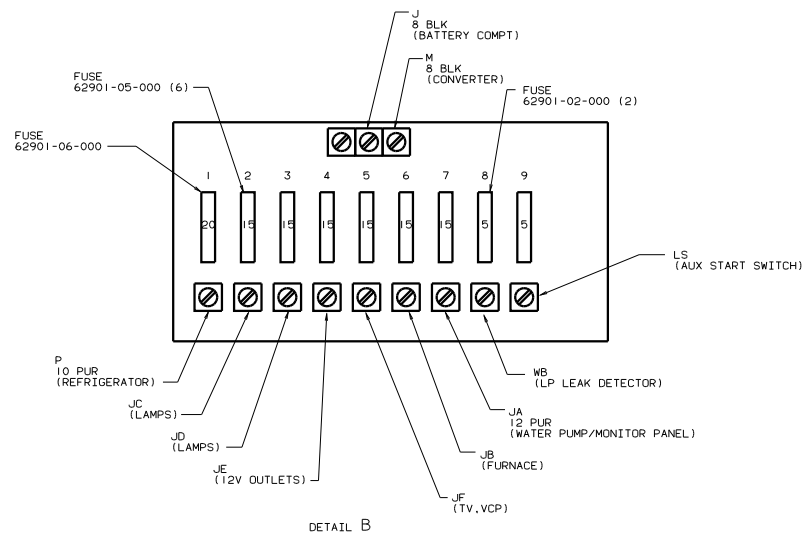 J
8 BLK
(BATTERY COMPT)
M
8 BLK
(CONVERTER)
FUSE
62901-05-000 (6)
FUSE
62901-02-000 (2)
FUSE
62901-06-000
1 2 3 4 5 6 7 8 9
20 15 15 15 15 15 15 5 5
LS
(AUX START SWITCH)
P
10 PUR
(REFRIGERATOR)
WB
(LP LEAK DETECTOR)
JC
(LAMPS)
JA
12 PUR
(WATER PUMP/MONITOR PANEL)
JD
(LAMPS)
JB
(FURNACE)
JE
(12V OUTLETS)
JF
(TV,VCP)
DETAIL B